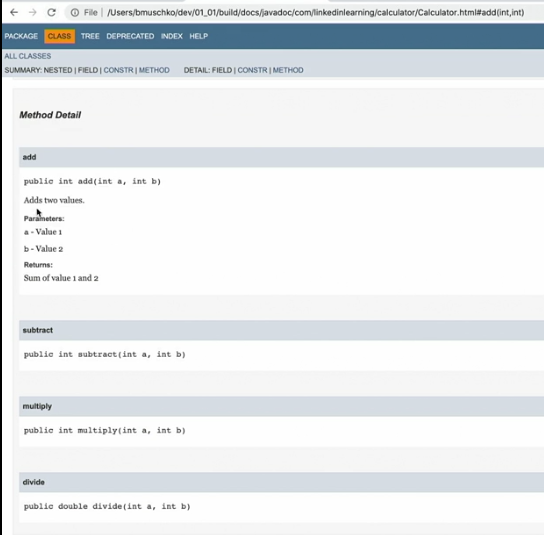 File | /Users/bmuschko/dev/01_01/build/docs/javadoc/com/linkedinlearning/calculator/Calculator.html#add(int,int)
PACKAGE CLASS TREE DEPRECATED INDEX HELP
ALL CLASSES
SUMMARY: NESTED | FIELD | CONSTR | METHOD DETAIL: FIELD | CONSTR | METHOD
Method Detail
add
public int add(int a, int b)
Adds two values.
Parameters:
a - Value 1
b - Value 2
Returns:
Sum of value 1 and 2
subtract
public int subtract(int a, int b)
multiply
public int multiply(int a, int b)
divide
public double divide(int a, int b)